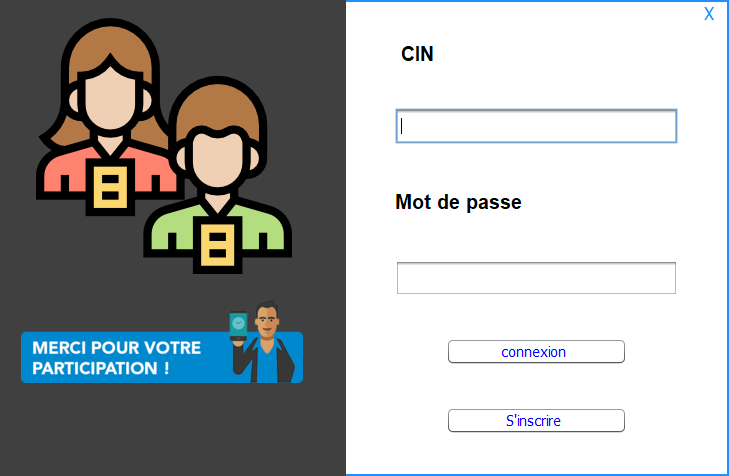 X
CIN
Mot de passe
MERCI POUR VOTRE
PARTICIPATION !
connexion
S'inscrire